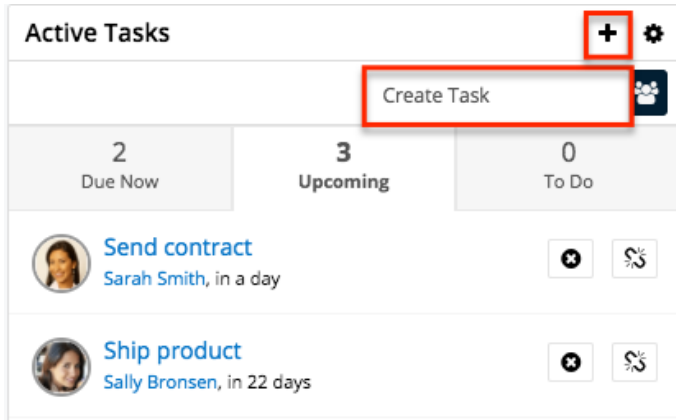 Active Tasks
Create Task
2 3 0
Due Now Upcoming To Do
Send contract
Sarah Smith, in a day
Ship product
Sally Bronsen, in 22 days